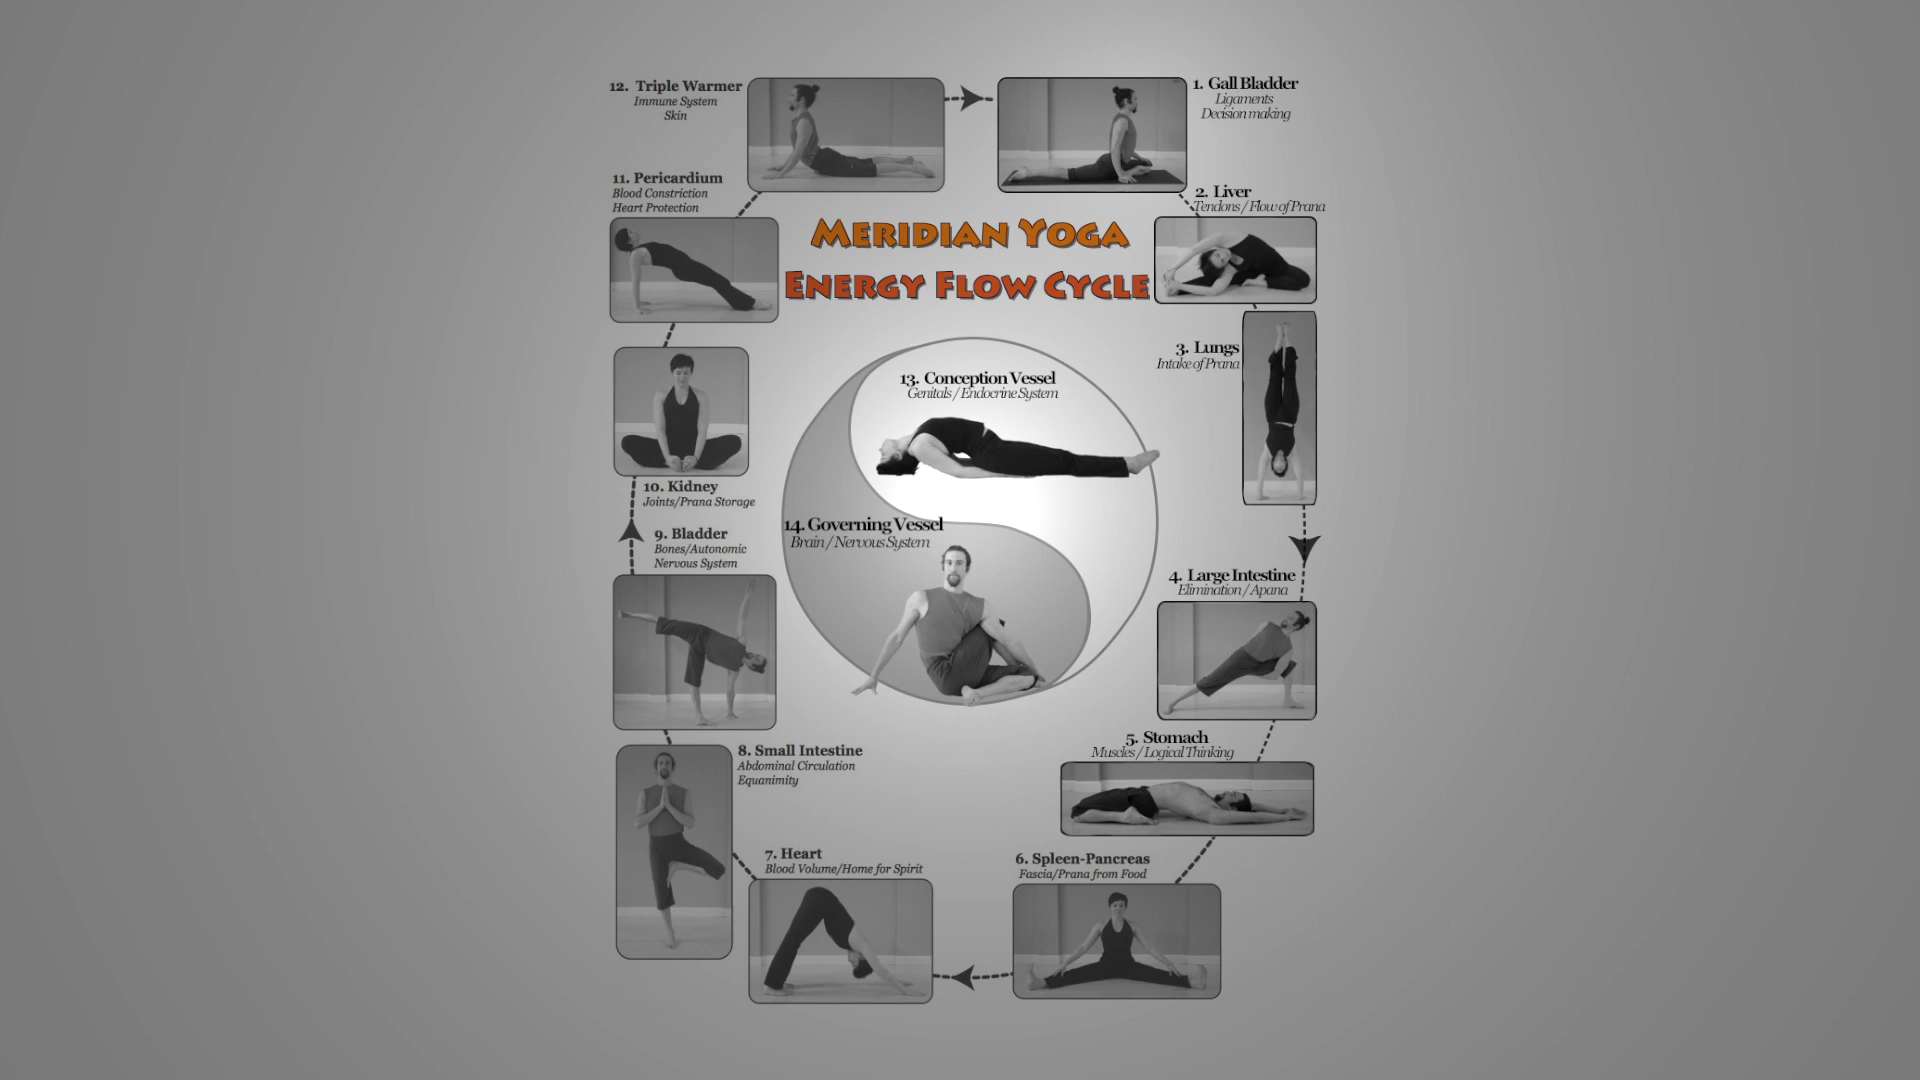 Meridian Yoga
Energy Flow Cycle
1. Gall Bladder
Ligaments
Decision making
2. Liver
Tendons / Flow of Prana
3. Lungs
Intake of Prana
4. Large Intestine
Elimination / Apana
5. Stomach
Muscles / Logical Thinking
6. Spleen-Pancreas
Fascia/Prana from Food
7. Heart
Blood Volume/Home for Spirit
8. Small Intestine
Abdominal Circulation
Equanimity
9. Bladder
Bones/Autonomic
Nervous System
10. Kidney
Joints/Prana Storage
11. Pericardium
Blood Constriction
Heart Protection
12. Triple Warmer
Immune System
Skin
13. Conception Vessel
Genitals / Endocrine System
14. Governing Vessel
Brain / Nervous System